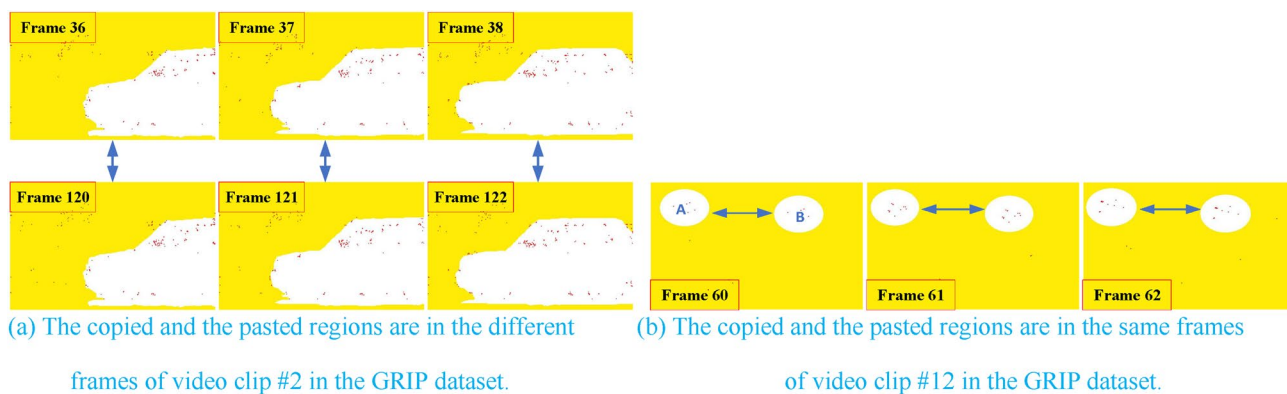 Frame 36
Frame 37
Frame 38
Frame 120
Frame 121
Frame 122
A
B
Frame 60
Frame 61
Frame 62
(a) The copied and the pasted regions are in the different
frames of video clip #2 in the GRIP dataset.
(b) The copied and the pasted regions are in the same frames
of video clip #12 in the GRIP dataset.